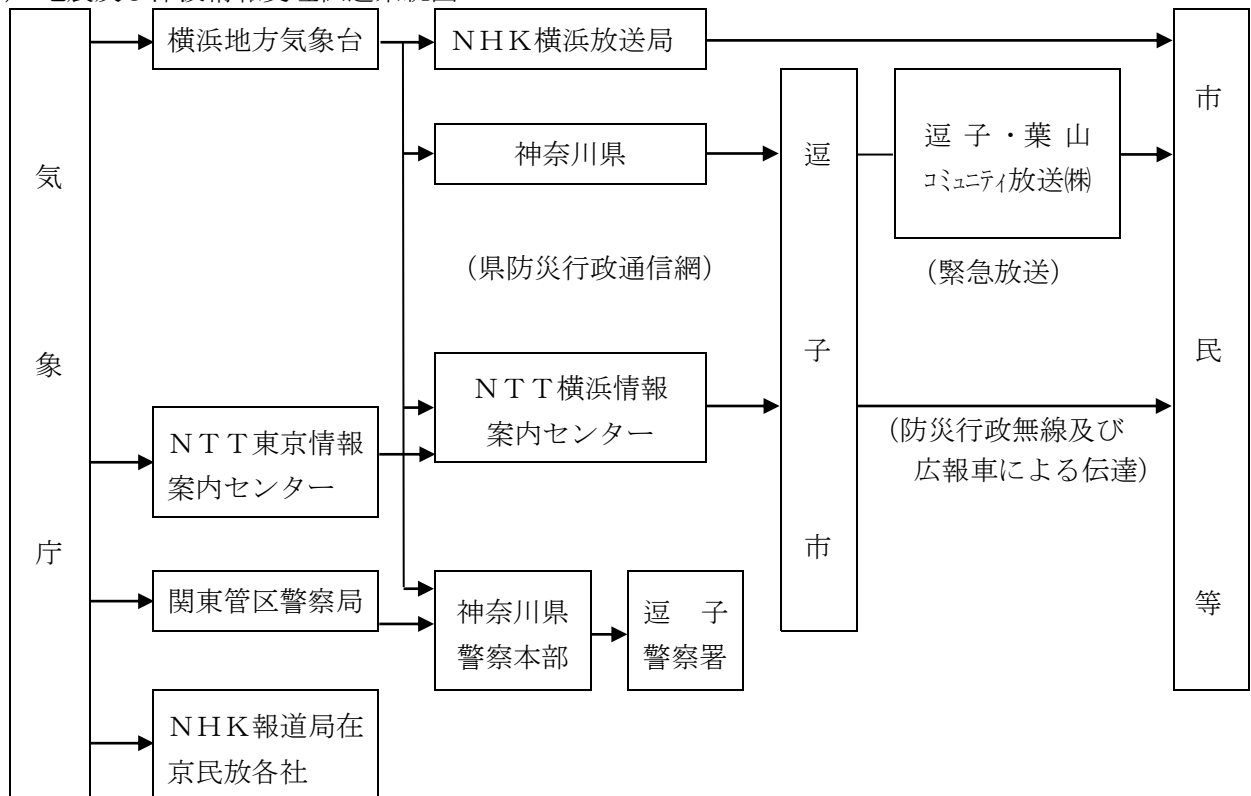 横浜地方気象台
NHK横浜放送局
神奈川県
(県防災行政通信網)
NTT横浜情報
案内センター
NTT東京情報
案内センター
関東管区警察局
神奈川県
警察本部
逗 子
警察署
NHK報道局在
京民放各社
気象庁
逗子市
逗 子 ・ 葉 山
コミュニティ放送㈱
(緊急放送)
(防災行政無線及び
広報車による伝達)
市民等